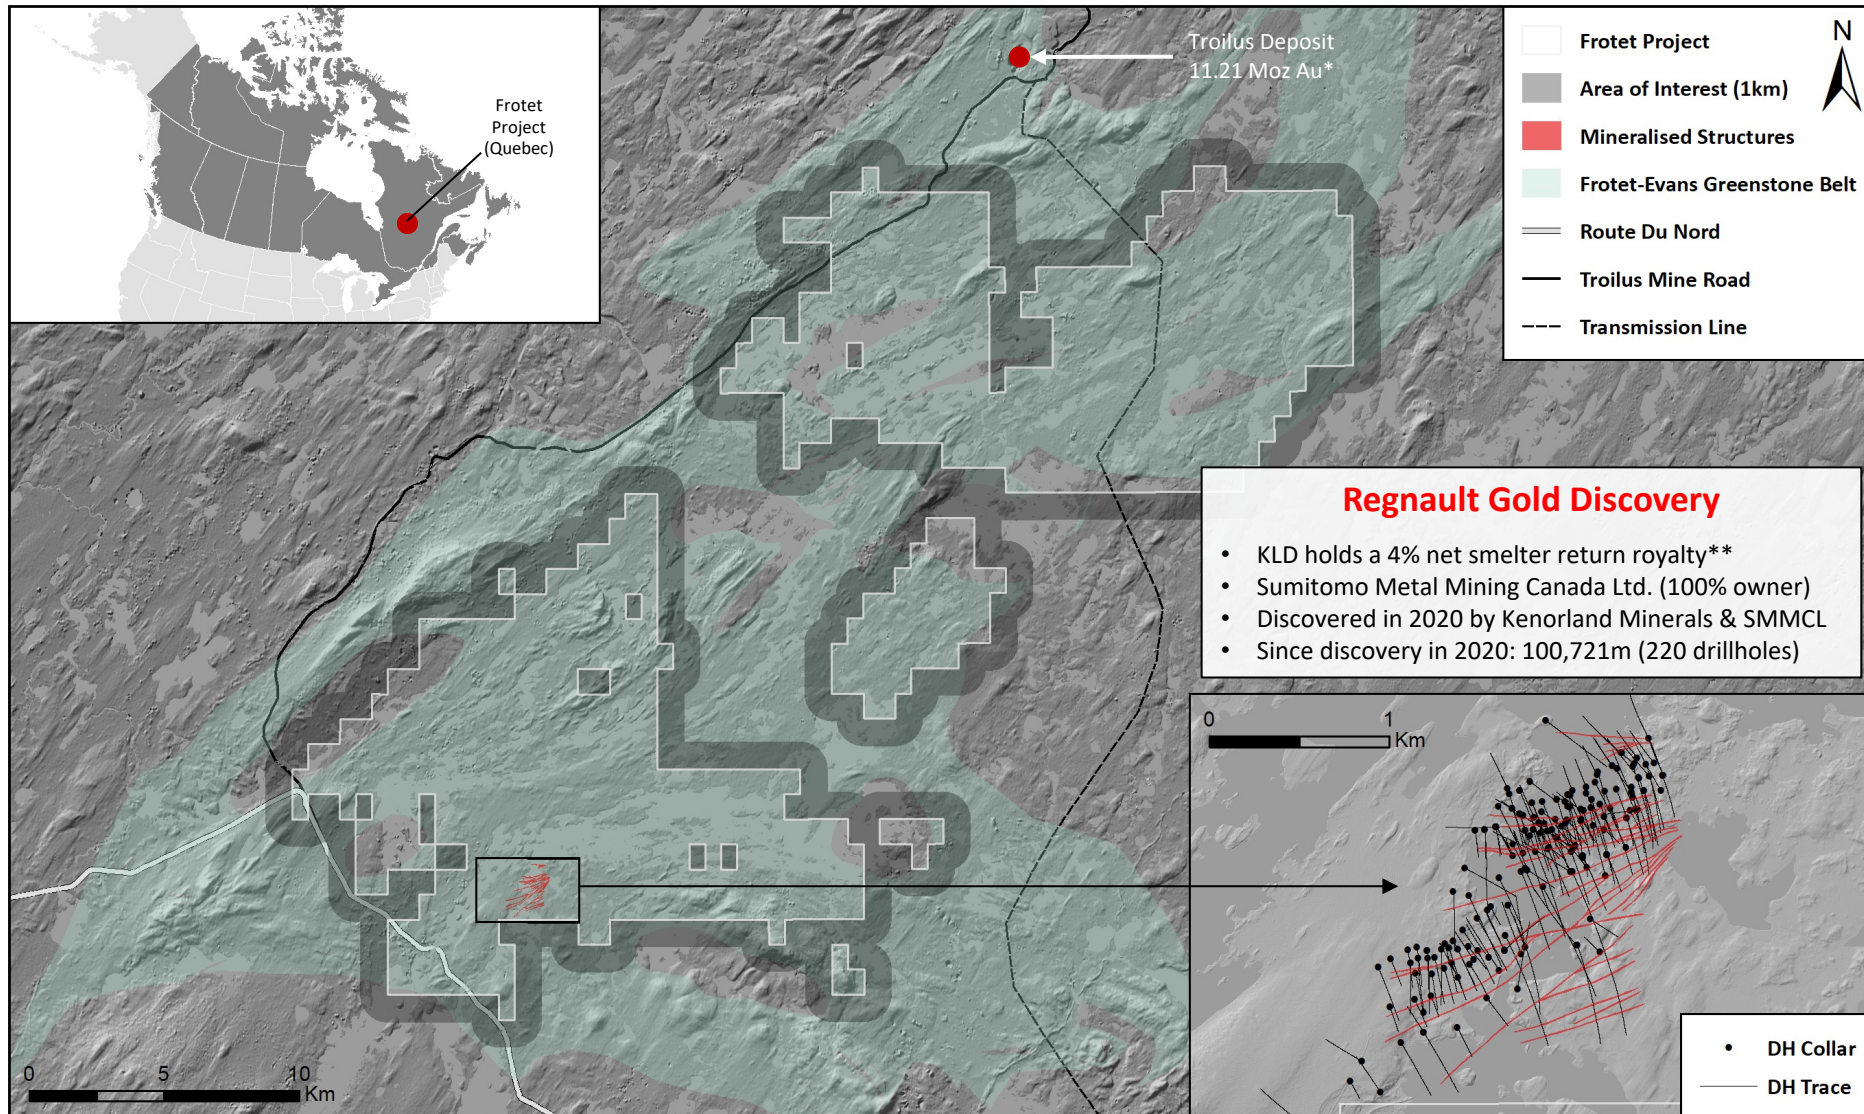 Frotet
Project
(Quebec)
Troilus Deposit
11.21 Moz Au*
Frotet Project
Area of Interest (1km)
Mineralised Structures
Frotet-Evans Greenstone Belt
Route Du Nord
Troilus Mine Road
Transmission Line
N
Regnault Gold Discovery
• KLD holds a 4% net smelter return royalty**
• Sumitomo Metal Mining Canada Ltd. (100% owner)
• Discovered in 2020 by Kenorland Minerals & SMMCL
• Since discovery in 2020: 100,721m (220 drillholes)
0 1
Km
DH Collar
DH Trace
0 5 10
Km